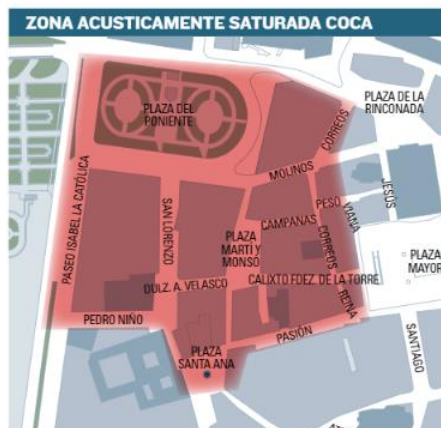 ZONA ACUSTICAMENTE SATURADA COCA
PLAZA DEL
PONIENTE
PLAZA DE LA
RINCONADA
CORREOS
MOLINOS
PASEO ISABEL LA CATÓLICA
SAN LORENZO
PESO
VIANA
JESÚS
CAMPANAS
PLAZA
MARTÍ Y
MONSÓ
CORREOS
PLAZA
MAYOR
DULZ. A. VELASCO
CALIXTO FDEZ. DE LA TORRE
REINA
PEDRO NIÑO
PASIÓN
SANTIAGO
PLAZA
SANTA ANA